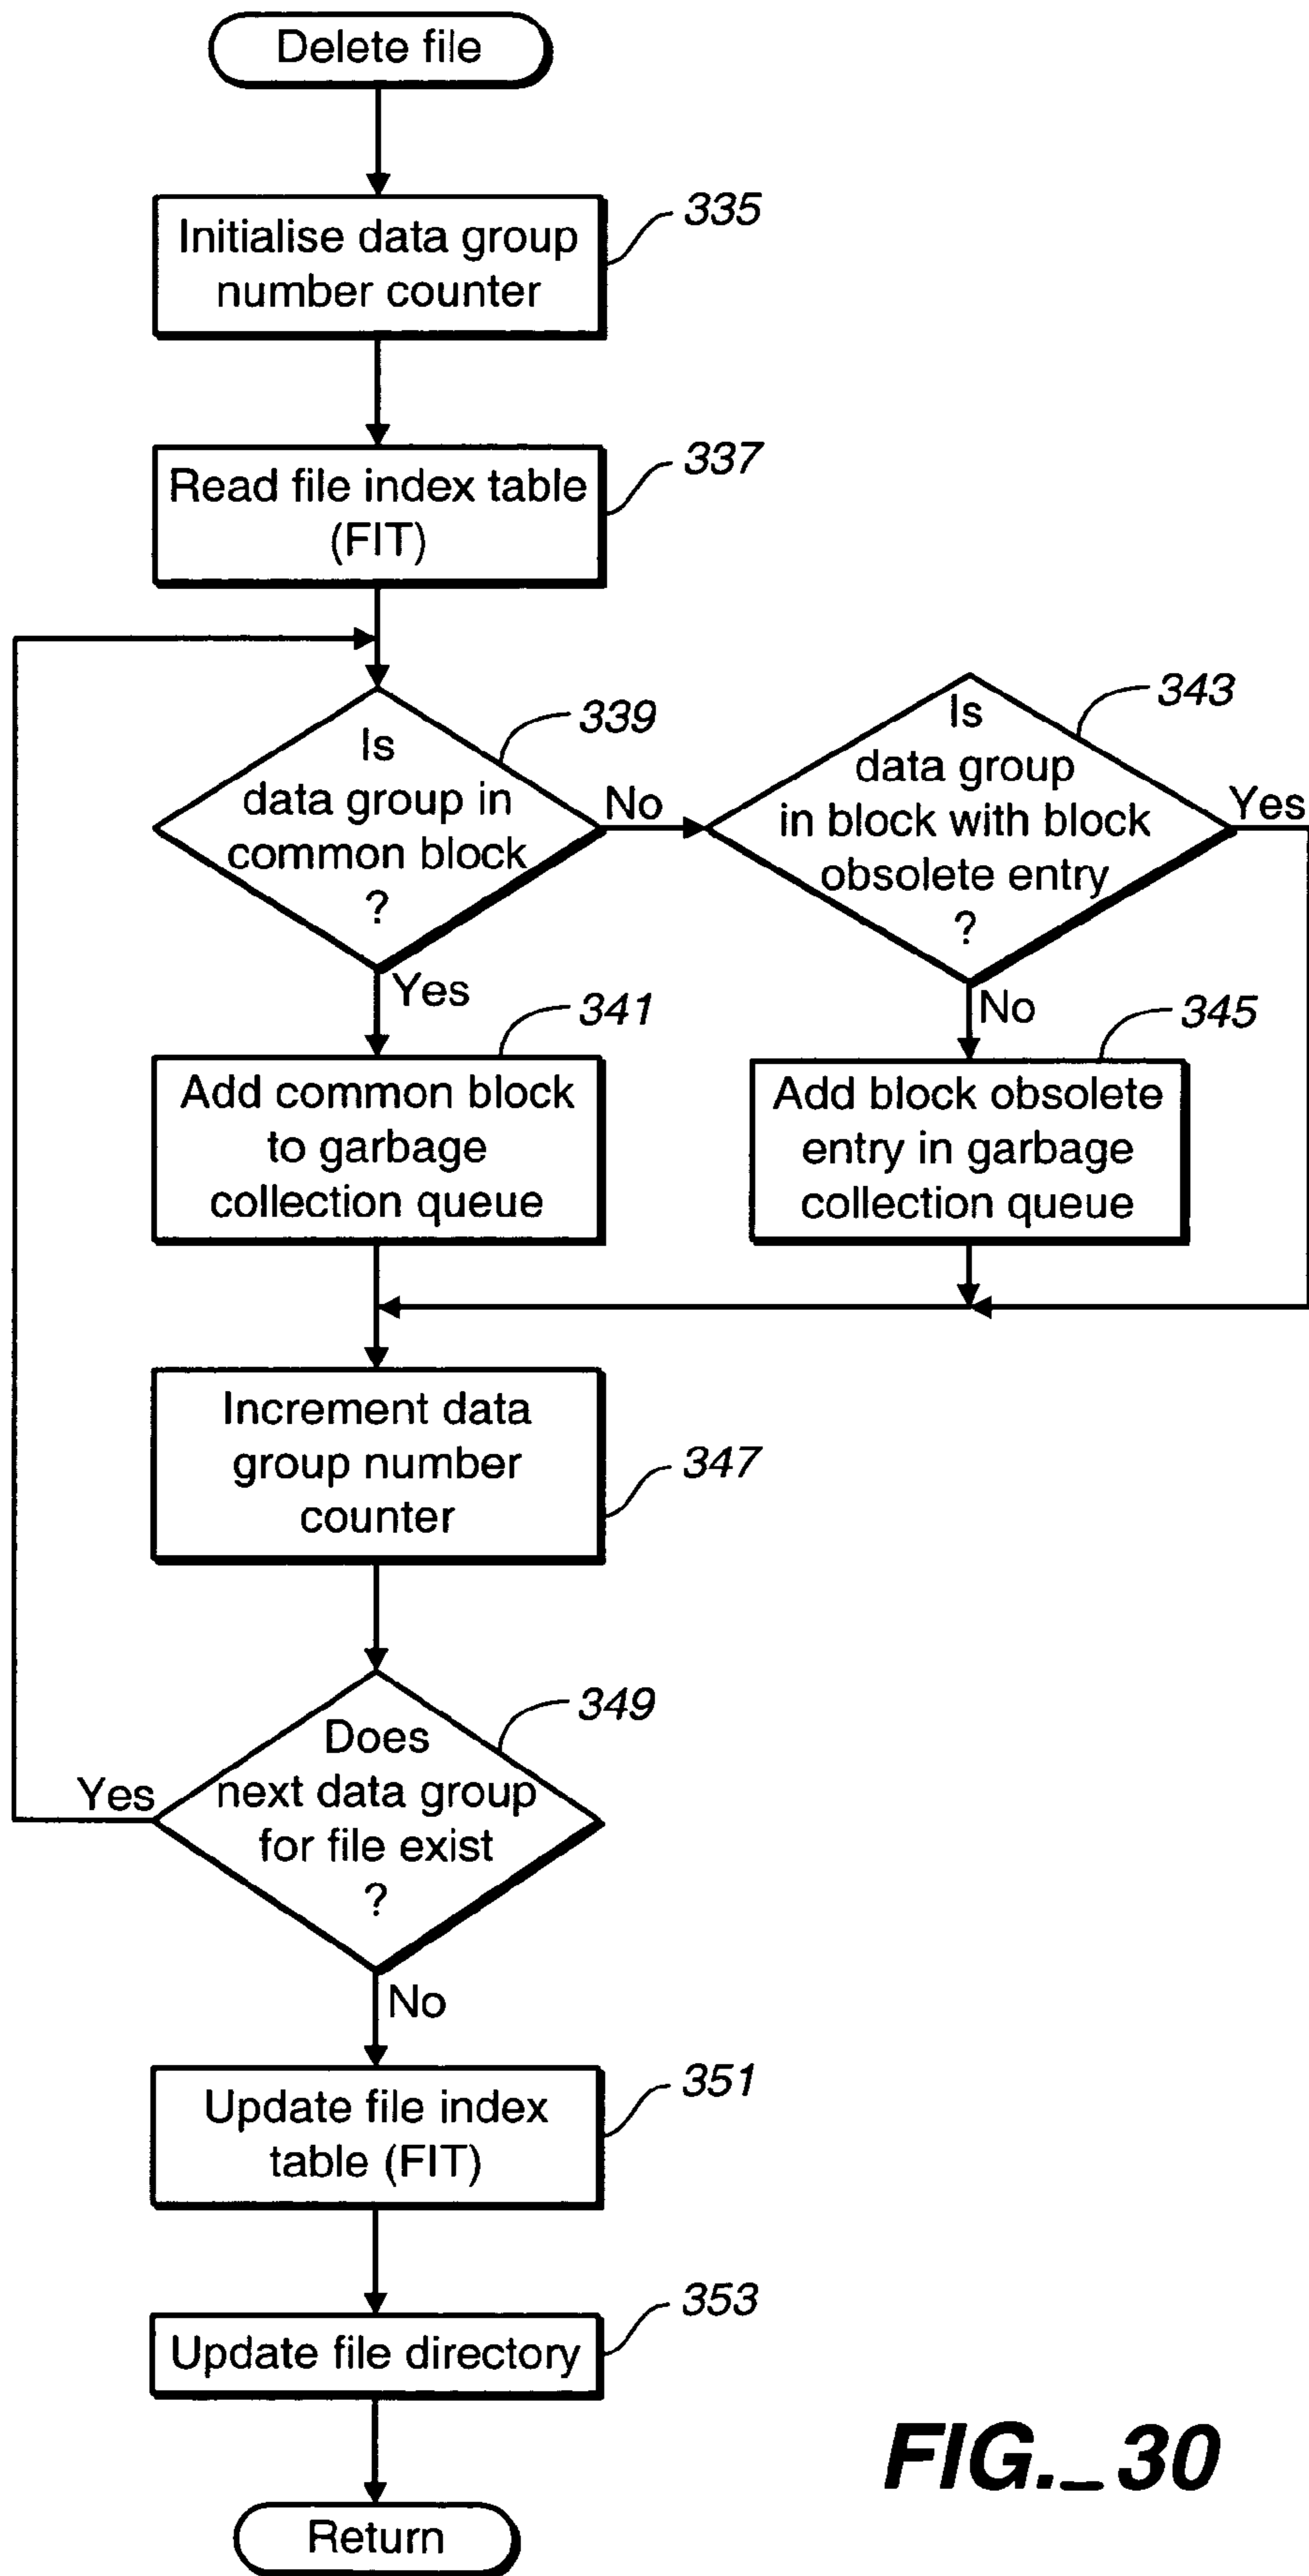 Delete file
335
Initialise data group
number counter
337
Read file index table
(FIT)
339
Is
data group in
common block
?
No
Yes
343
Is
data group
in block with block
obsolete entry
?
Yes
No
341
Add common block
to garbage
collection queue
345
Add block obsolete
entry in garbage
collection queue
Increment data
group number
counter
347
349
Does
next data group
for file exist
?
Yes
No
351
Update file index
table (FIT)
353
Update file directory
Return
FIG._30